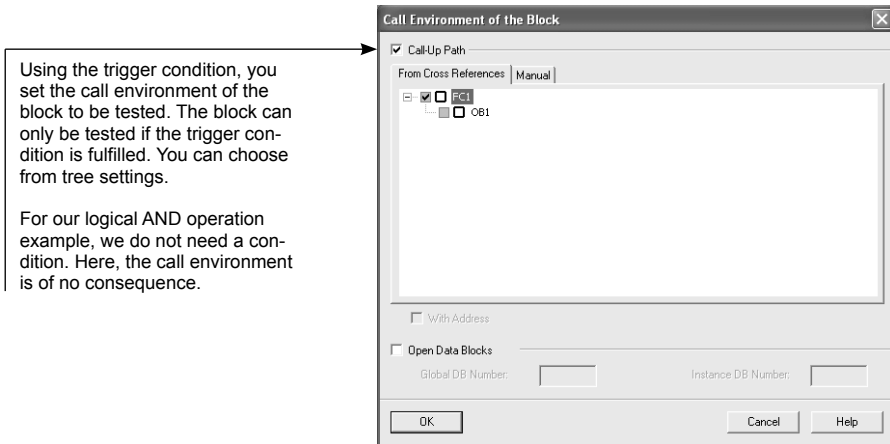 Call Environment of the Block
Call-Up Path
From Cross References
Manual
FC1
OB1
With Address
Open Data Blocks
Global DB Number:
Instance DB Number:
OK
Cancel
Help
Using the trigger condition, you
set the call environment of the
block to be tested. The block can
only be tested if the trigger con-
dition is fulfilled. You can choose
from tree settings.
For our logical AND operation
example, we do not need a con-
dition. Here, the call environment
is of no consequence.